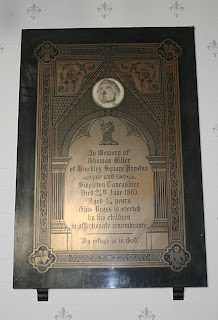 In Memory of
Thomas Miller
of Winckley Square Preston
and
Singleton Lancashire
Died 24th June 1865
Aged 54 years
This Brass is erected
by his children
in affectionate remembrance
"My refuge is in God"